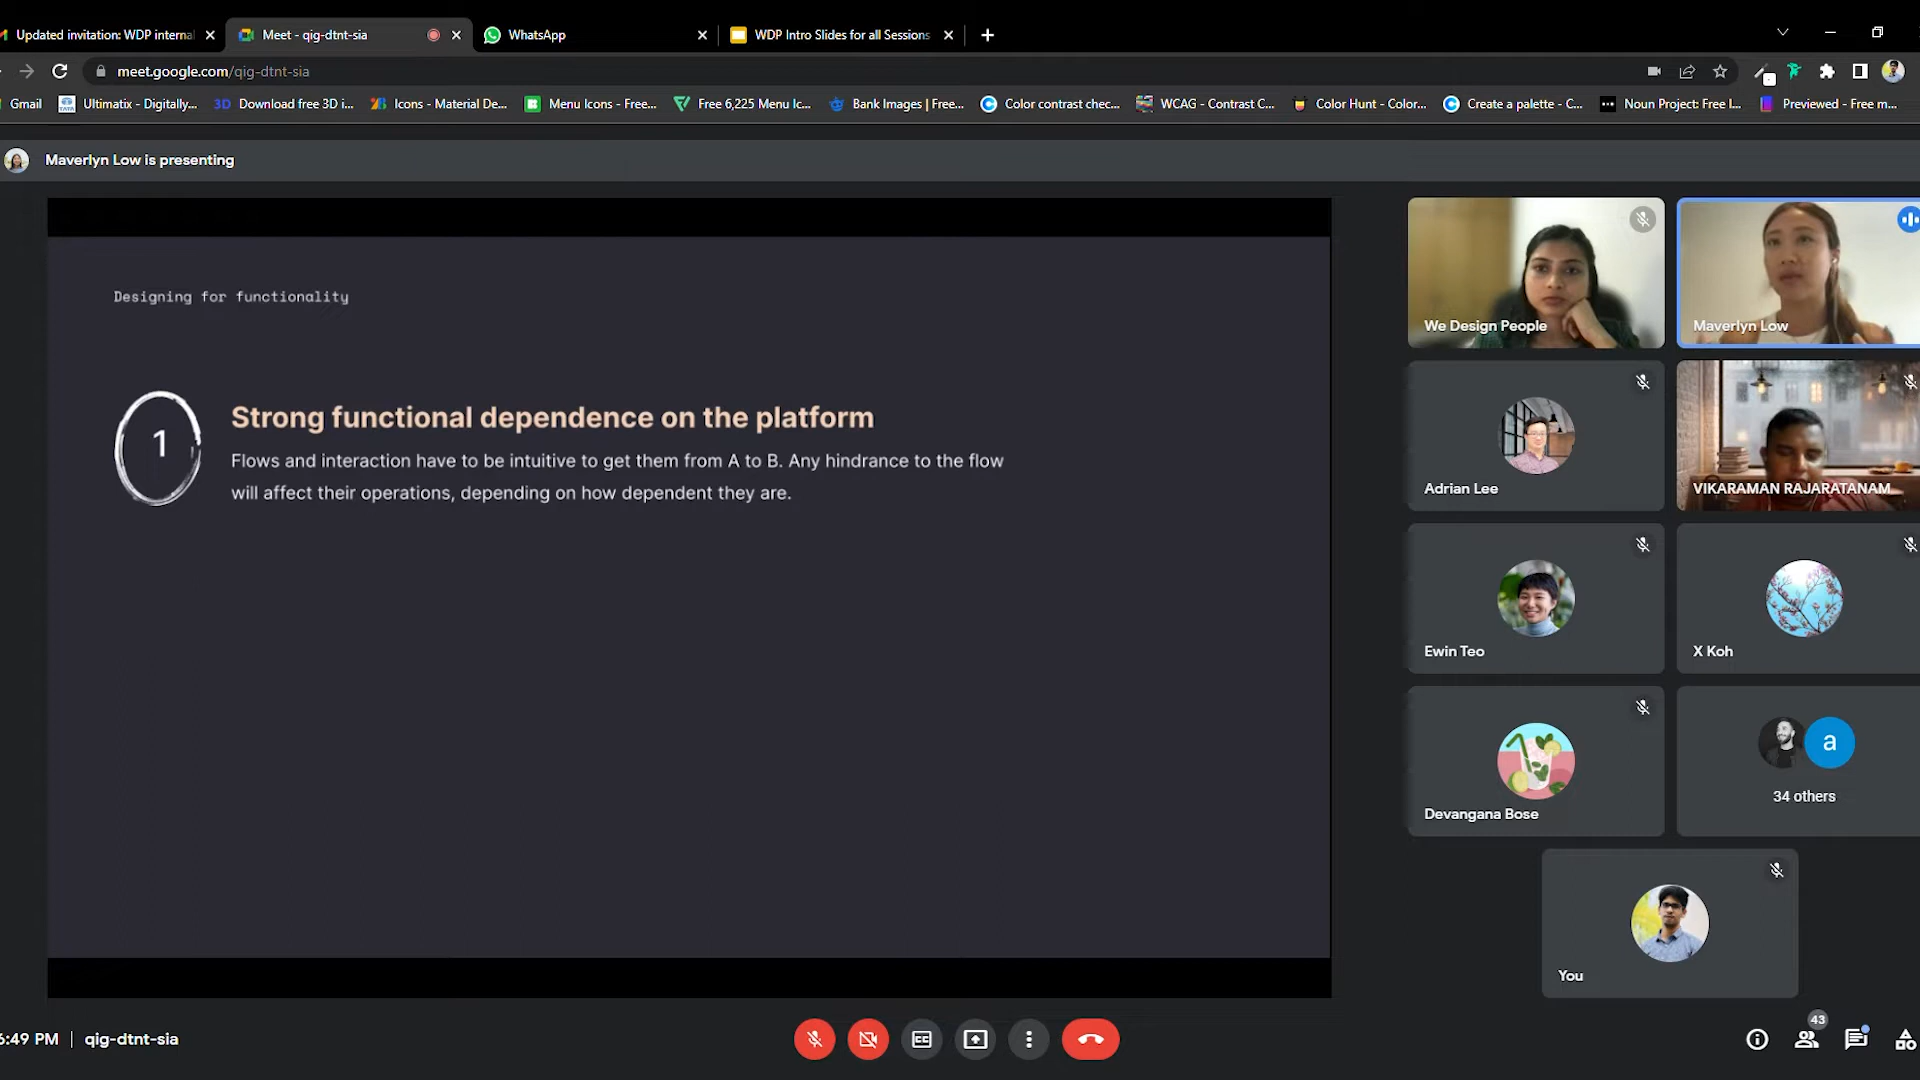 Updated invitation: WDP interna
Meet - qig-dtnt-sia
WhatsApp
WDP Intro Slides for all Sessions
meet.google.com/qig-dtnt-sia
Gmail
Ultimatix - Digitally...
Download free 3D i...
Icons - Material De...
Menu Icons - Free...
Free 6,225 Menu Ic...
Bank Images | Free...
Color contrast chec...
WCAG - Contrast C...
Color Hunt - Color...
Create a palette - C...
Noun Project: Free I...
Previewed - Free m...
Maverlyn Low is presenting
Designing for functionality
1
Strong functional dependence on the platform
Flows and interaction have to be intuitive to get them from A to B. Any hindrance to the flow
will affect their operations, depending on how dependent they are.
We Design People
Maverlyn Low
Adrian Lee
VIKARAMAN RAJARATANAM
Ewin Teo
X Koh
Devangana Bose
a
34 others
You
6:49 PM
qig-dtnt-sia
43